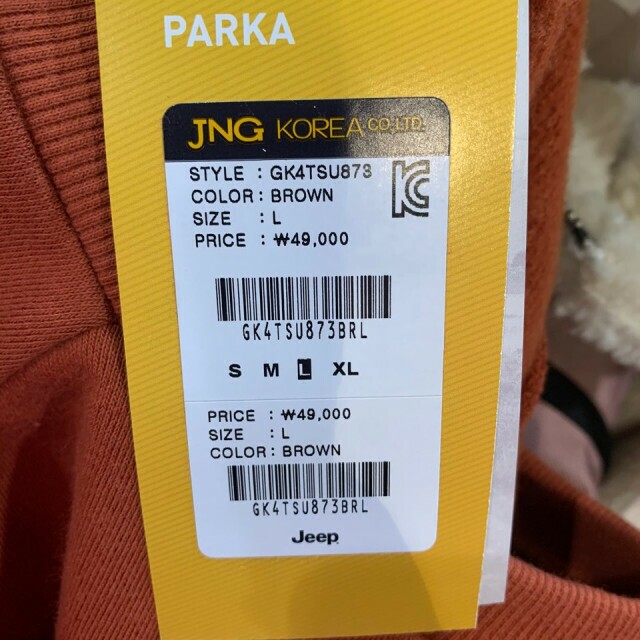 PARKA
JNG KOREA CO.,LTD.
STYLE : GK4TSU873
COLOR : BROWN
SIZE : L
PRICE : ₩49,000
GK4TSU873BRL
S M L XL
PRICE : ₩49,000
SIZE : L
COLOR : BROWN
GK4TSU873BRL
Jeep